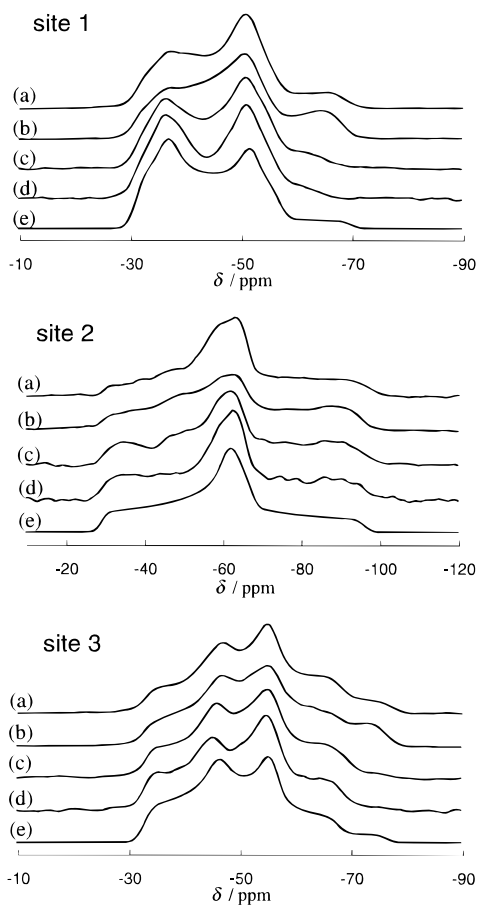 site 1
(a)
(b)
(c)
(d)
(e)
-10 -30 -50 -70 -90
δ / ppm
site 2
(a)
(b)
(c)
(d)
(e)
-20 -40 -60 -80 -100 -120
δ / ppm
site 3
(a)
(b)
(c)
(d)
(e)
-10 -30 -50 -70 -90
δ / ppm